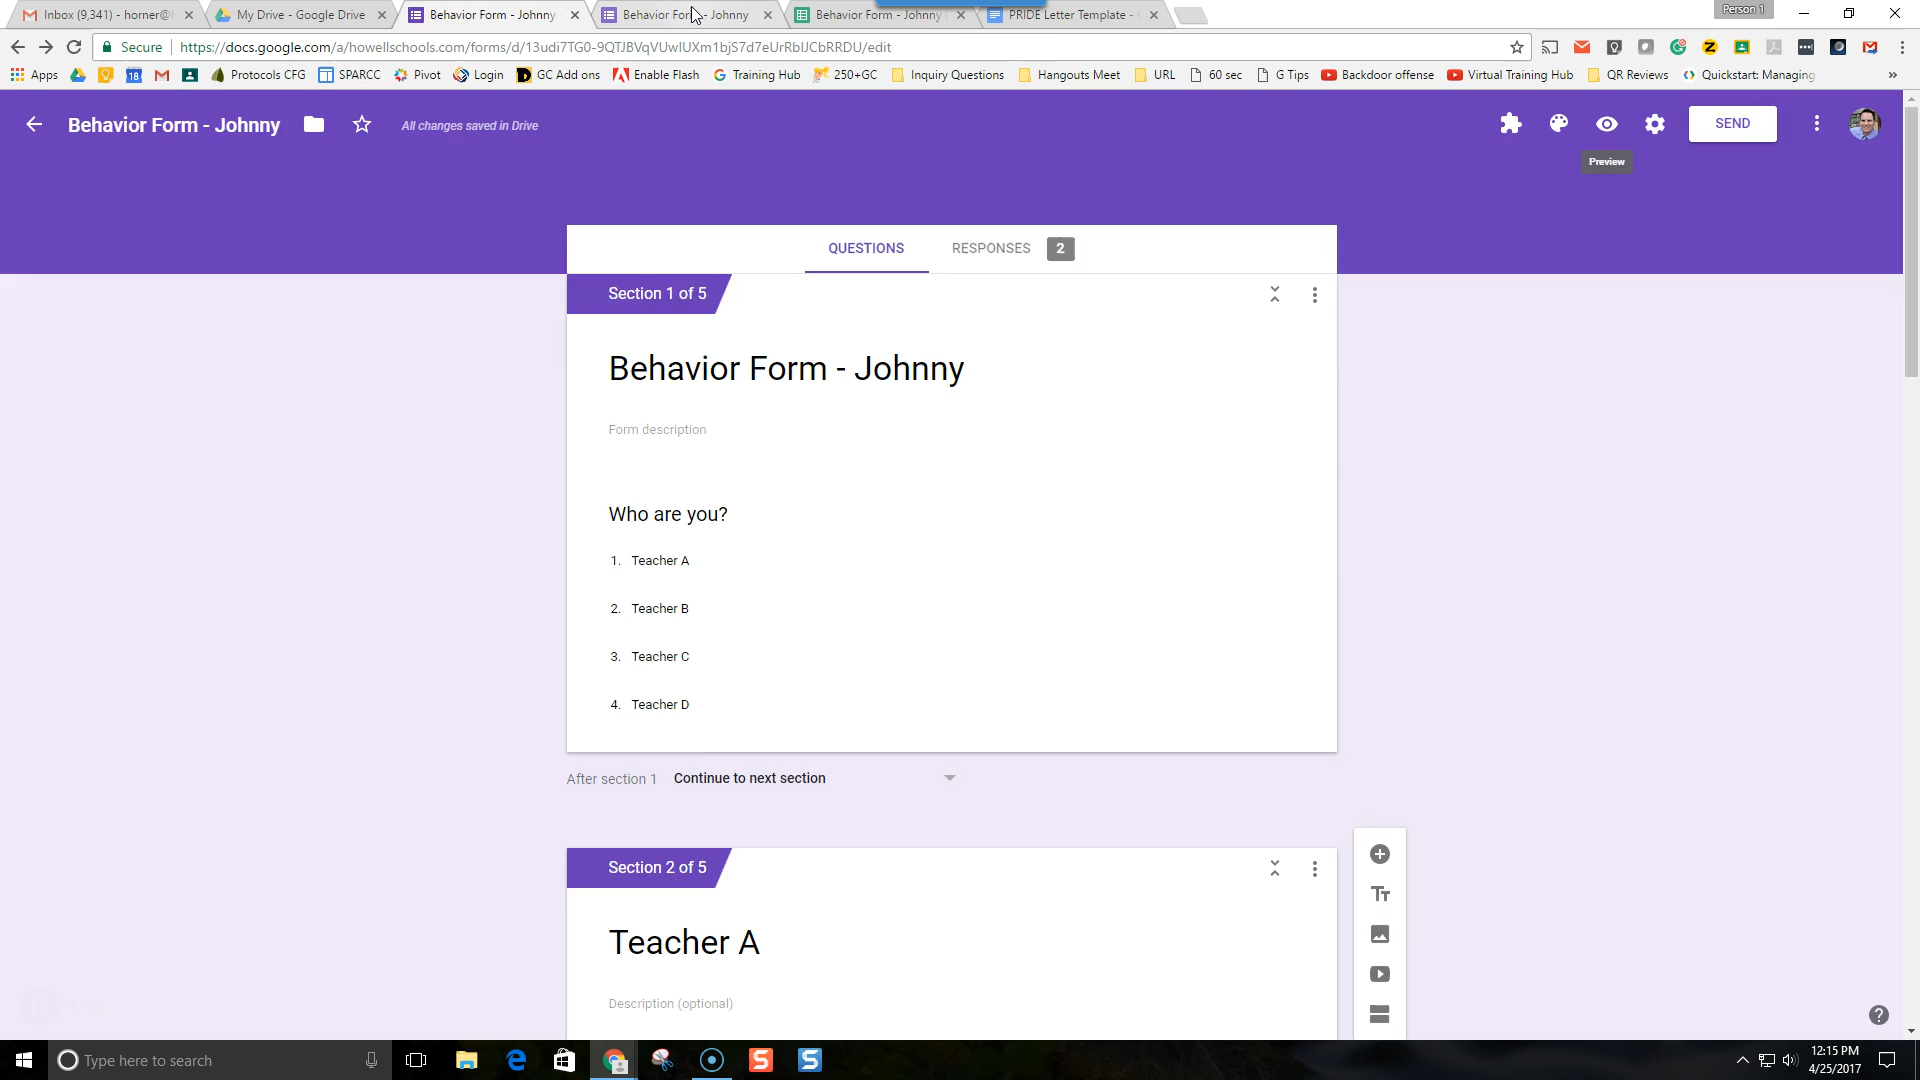 Inbox (9,341) - horner@
My Drive - Google Drive
Behavior Form - Johnny
Behavior Form - Johnny
Behavior Form - Johnny
PRIDE Letter Template -
Person 1
Secure
https://docs.google.com/a/howellschools.com/forms/d/13udi7TG0-9QTJBVqVUwIUXm1bjS7d7eUrRblJCbRRDU/edit
Apps
18
Protocols CFG
SPARCC
Pivot
Login
GC Add ons
Enable Flash
Training Hub
250+GC
Inquiry Questions
Hangouts Meet
URL
60 sec
G Tips
Backdoor offense
Virtual Training Hub
QR Reviews
Quickstart: Managing
Behavior Form - Johnny
All changes saved in Drive
SEND
Preview
QUESTIONS
RESPONSES
2
Section 1 of 5
Behavior Form - Johnny
Form description
Who are you?
1. Teacher A
2. Teacher B
3. Teacher C
4. Teacher D
After section 1
Continue to next section
Section 2 of 5
Teacher A
Description (optional)
Type here to search
12:15 PM
4/25/2017